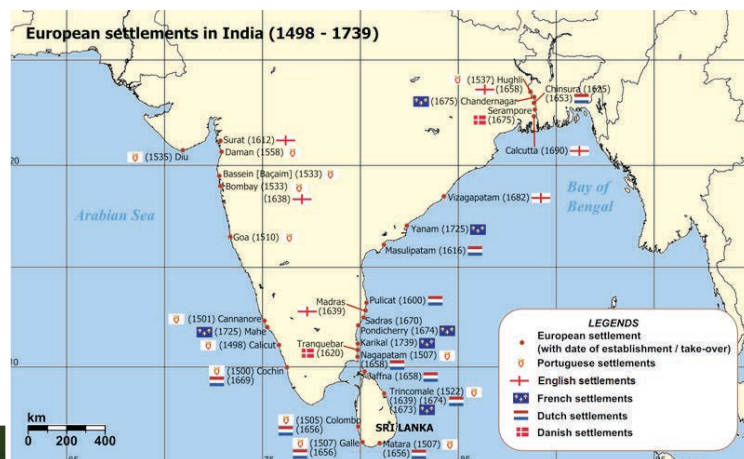 European settlements in India (1498 - 1739)
(1537) Hughli
(1658)
Chinsura (1625)
(1653)
(1675) Chandernagar
Serampore
(1675)
Calcutta (1690)
Surat (1612)
Daman (1558)
(1535) Diu
20
Bassein [Baçaim] (1533)
Bombay (1533)
(1638)
Arabian Sea
Bay of
Bengal
Vizagapatam (1682)
Yanam (1725)
Goa (1510)
Masulipatam (1616)
Pulicat (1600)
Madras
(1639)
Sadras (1670)
(1501) Cannanore
(1725) Mahe
(1498) Calicut
Pondicherry (1674)
Karikal (1739)
Tranquebar
(1620)
Nagapatam (1507)
(1658)
10
(1500) Cochin
(1669)
Jaffna (1658)
Trincomale (1522)
(1639) (1674)
(1673)
(1505) Colombo
(1656)
SRI LANKA
(1507) Galle
(1656)
Matara (1507)
(1656)
km
0 200 400
65
75
85
LEGENDS
European settlement
(with date of establishment / take-over)
Portuguese settlements
English settlements
French settlements
Dutch settlements
Danish settlements